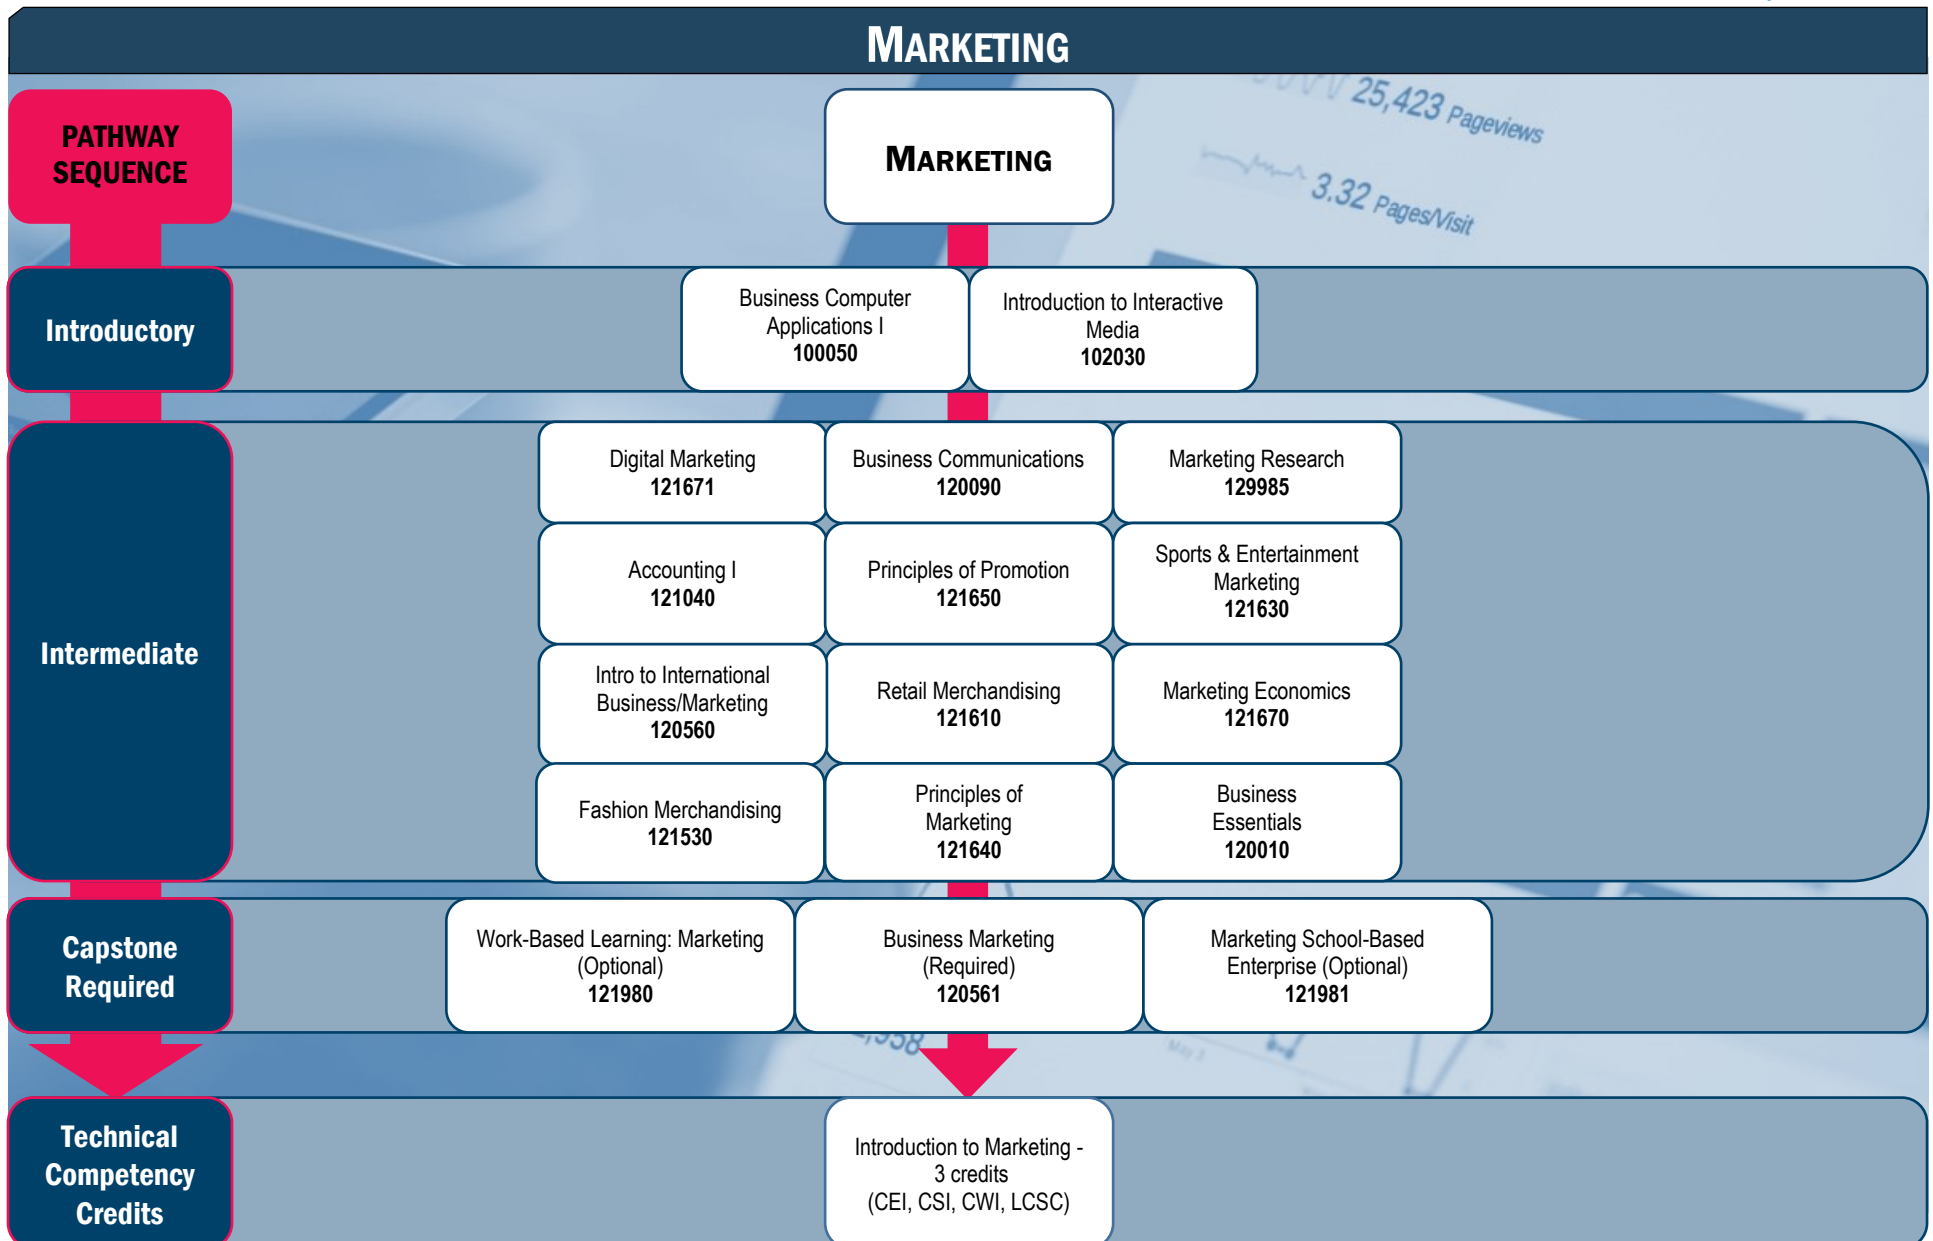 MARKETING
25,423 Pageviews
3.32 Pages/Visit
PATHWAY
SEQUENCE
MARKETING
Introductory
Business Computer
Applications I
100050
Introduction to Interactive
Media
102030
Intermediate
Digital Marketing
121671
Business Communications
120090
Marketing Research
129985
Accounting I
121040
Principles of Promotion
121650
Sports & Entertainment
Marketing
121630
Intro to International
Business/Marketing
120560
Retail Merchandising
121610
Marketing Economics
121670
Fashion Merchandising
121530
Principles of
Marketing
121640
Business
Essentials
120010
Capstone
Required
Work-Based Learning: Marketing
(Optional)
121980
Business Marketing
(Required)
120561
Marketing School-Based
Enterprise (Optional)
121981
May 3
Technical
Competency
Credits
Introduction to Marketing -
3 credits
(CEI, CSI, CWI, LCSC)